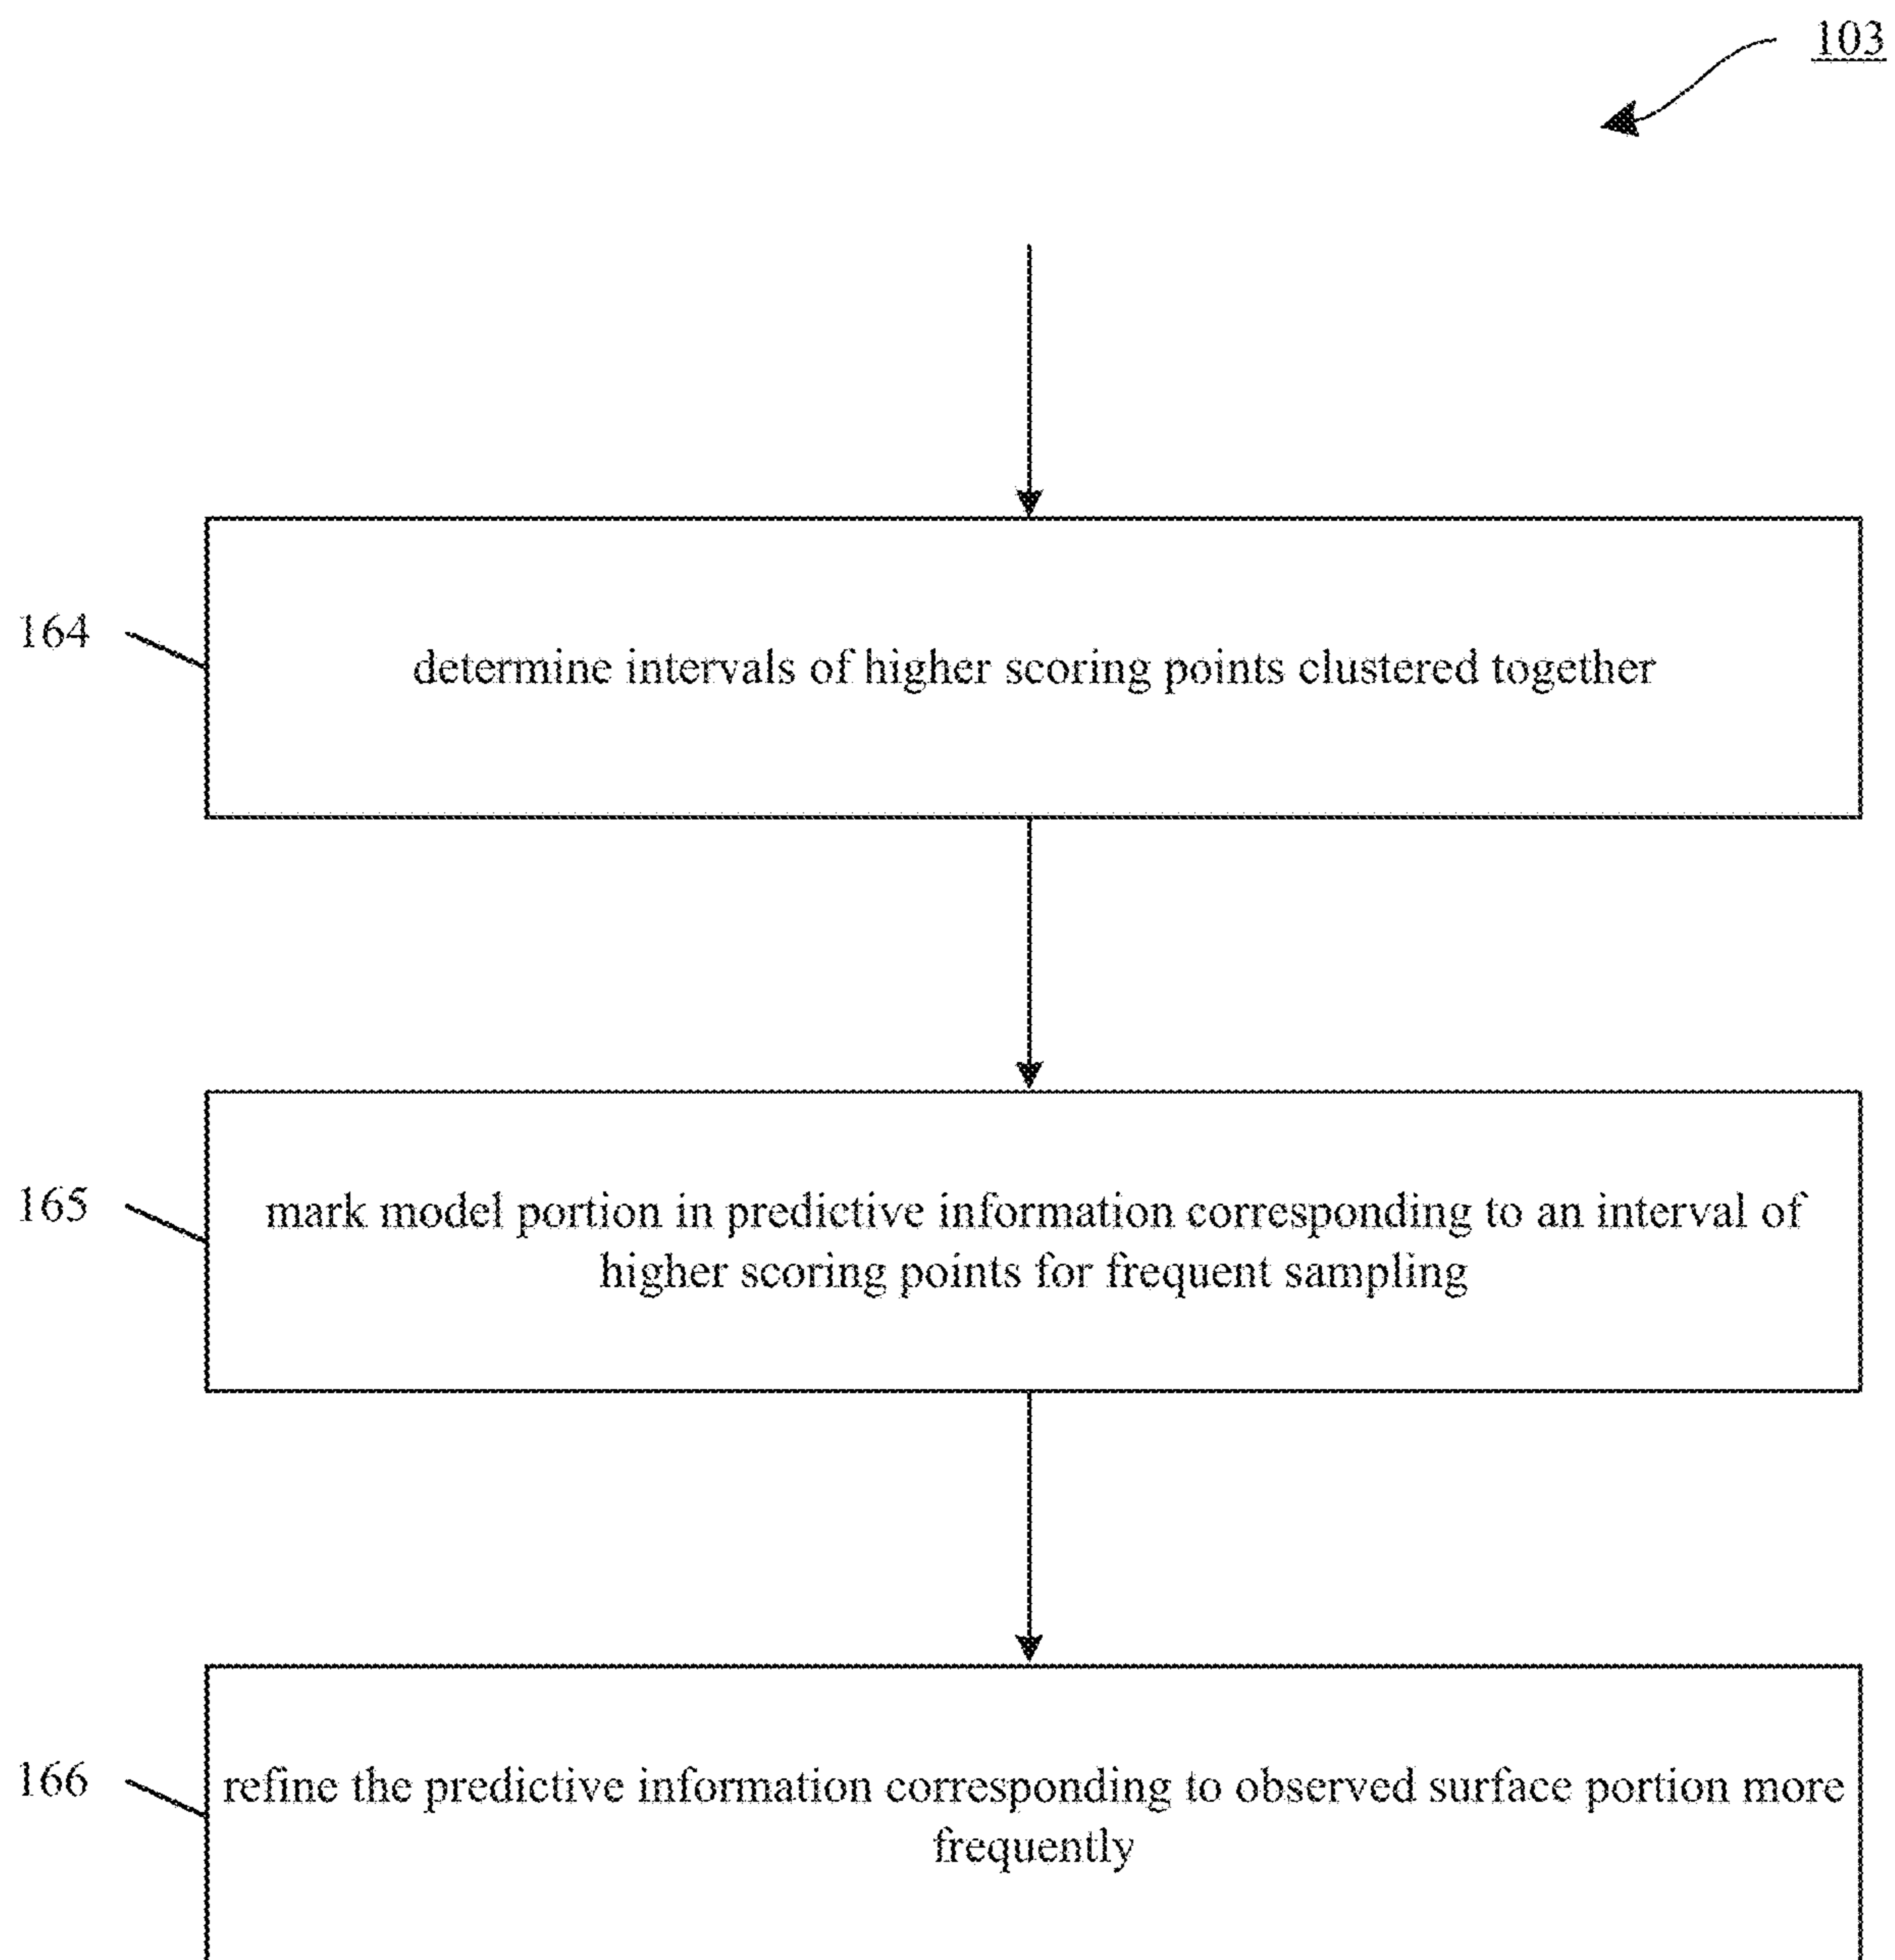 103
164
determine intervals of higher scoring points clustered together
165
mark model portion in predictive information corresponding to an interval of
higher scoring points for frequent sampling
166
refine the predictive information corresponding to observed surface portion more
frequently